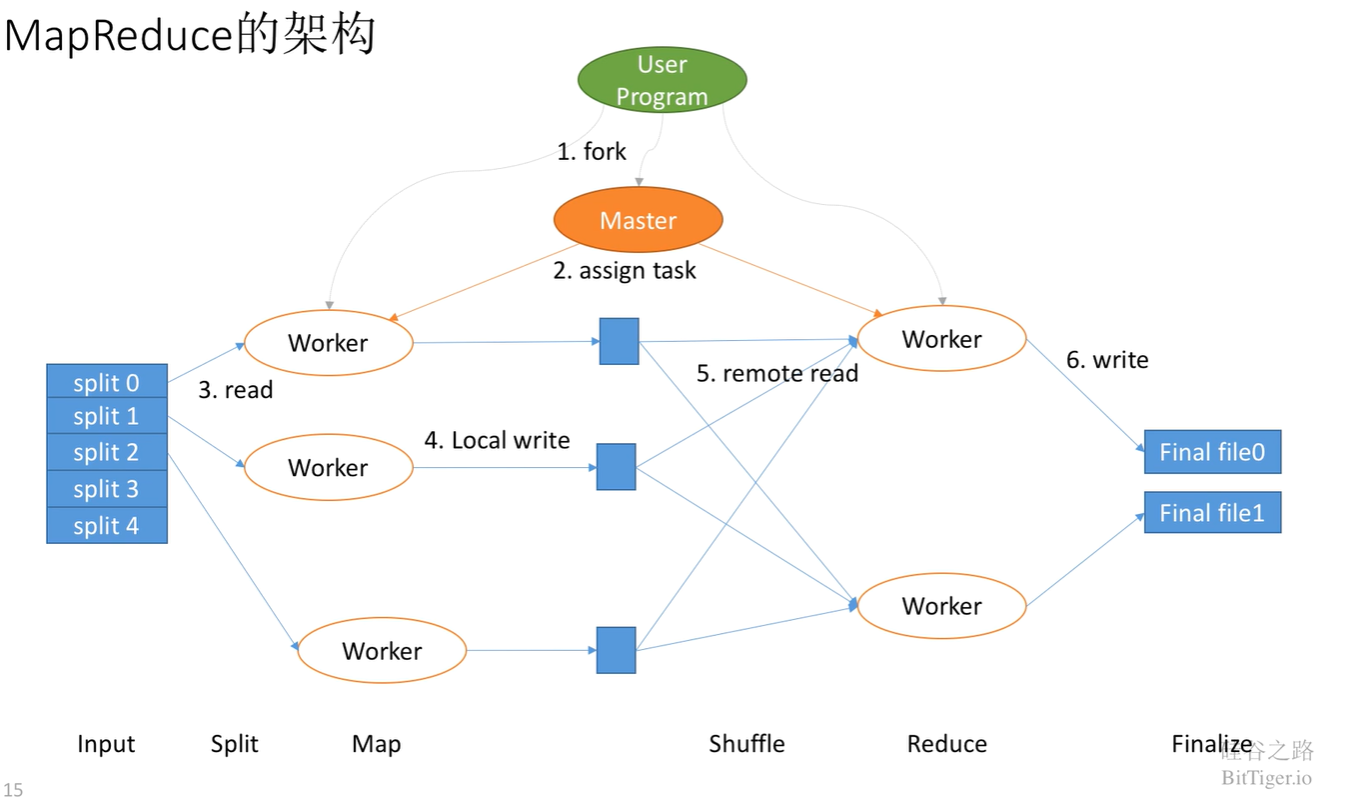 MapReduce的架构
User
Program
1. fork
Master
2. assign task
Worker
Worker
5. remote read
6. write
split 0
3. read
split 1
4. Local write
split 2
Worker
Final file0
split 3
Final file1
split 4
Worker
Worker
Input
Split
Map
Shuffle
Reduce
Finalize
硅谷之路
BitTiger.io
15